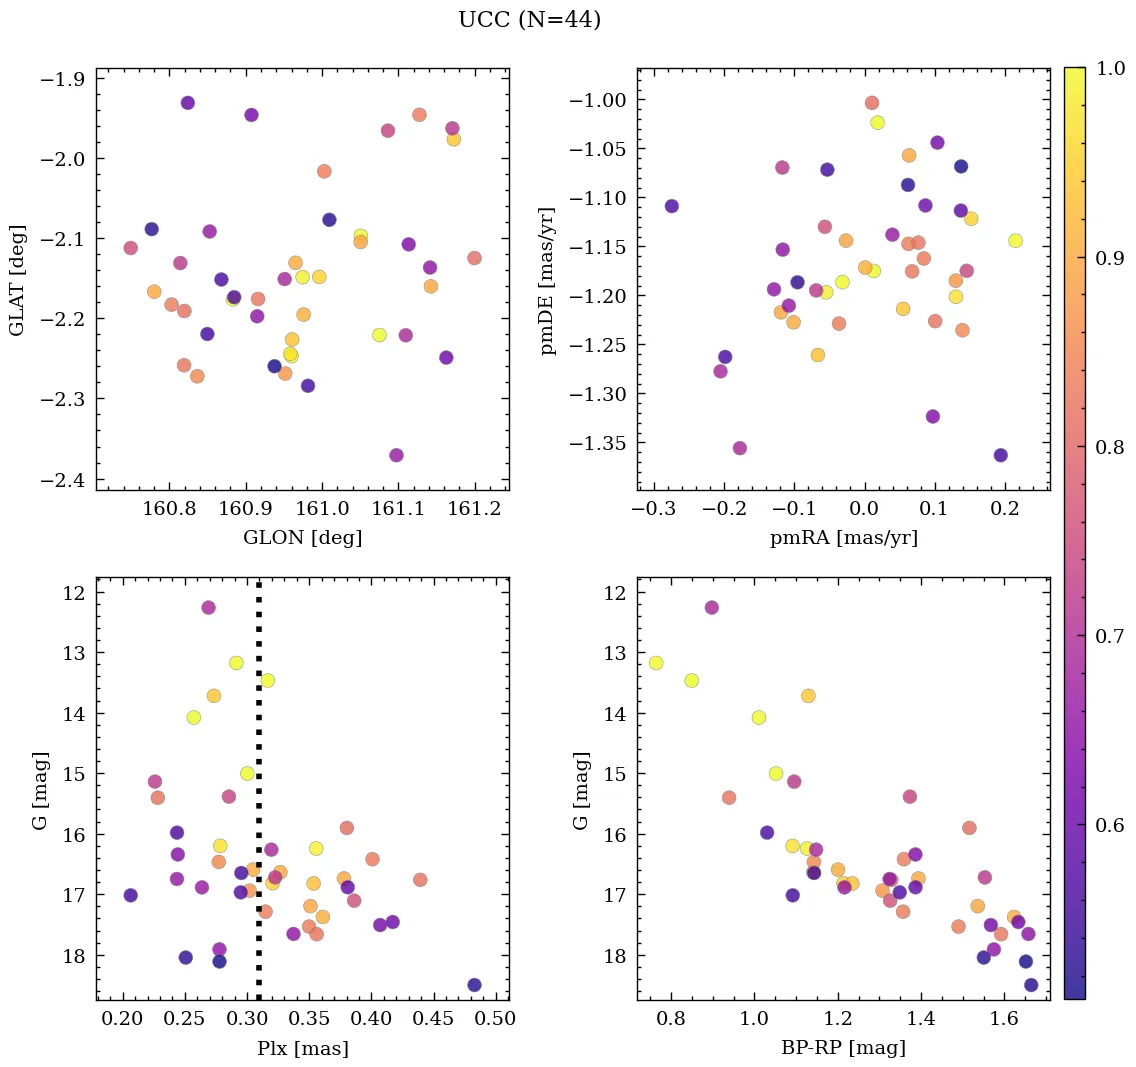 UCC (N=44)
−1.9
−2.0
−2.1
−2.2
−2.3
−2.4
GLAT [deg]
160.8 160.9 161.0 161.1 161.2
GLON [deg]
−1.00
−1.05
−1.10
−1.15
−1.20
−1.25
−1.30
−1.35
pmDE [mas/yr]
−0.3 −0.2 −0.1 0.0 0.1 0.2
pmRA [mas/yr]
1.0
0.9
0.8
0.7
0.6
12
13
14
15
16
17
18
G [mag]
0.20 0.25 0.30 0.35 0.40 0.45 0.50
Plx [mas]
12
13
14
15
16
17
18
G [mag]
0.8 1.0 1.2 1.4 1.6
BP-RP [mag]